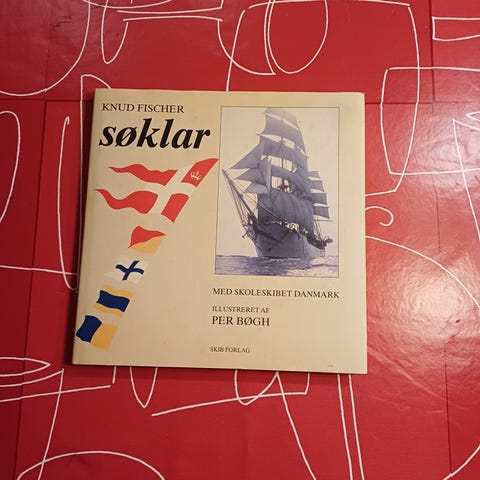 KNUD FISCHER
søklar
MED SKOLESKIBET DANMARK
ILLUSTRERET AF
PER BØGH
SKIB FORLAG